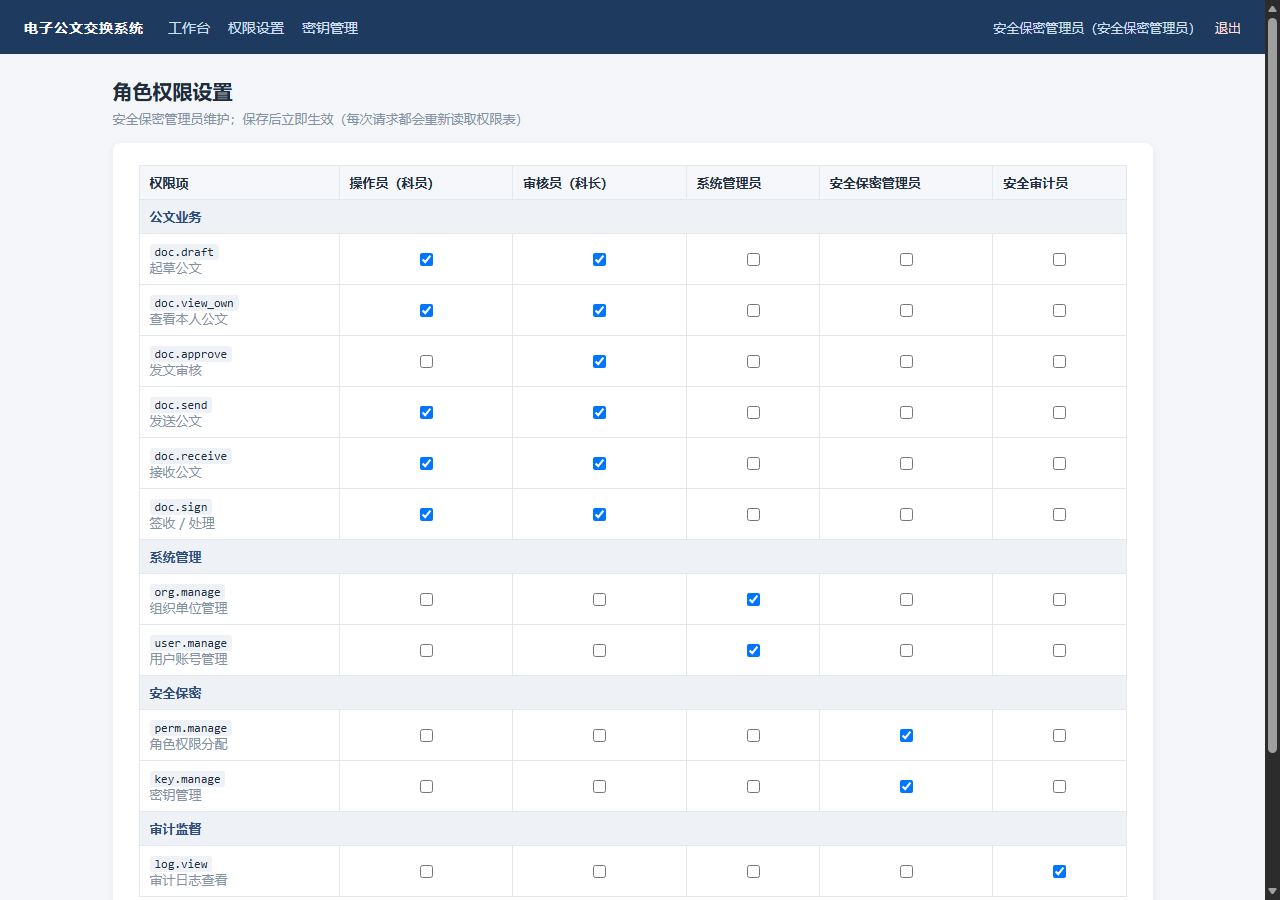 电子公文交换系统 工作台 权限设置 密钥管理 安全保密管理员（安全保密管理员） 退出
角色权限设置
安全保密管理员维护；保存后立即生效（每次请求都会重新读取权限表）
权限项 操作员（科员） 审核员（科长） 系统管理员 安全保密管理员 安全审计员
公文业务
doc.draft
起草公文
doc.view_own
查看本人公文
doc.approve
发文审核
doc.send
发送公文
doc.receive
接收公文
doc.sign
签收 / 处理
系统管理
org.manage
组织单位管理
user.manage
用户账号管理
安全保密
perm.manage
角色权限分配
key.manage
密钥管理
审计监督
log.view
审计日志查看